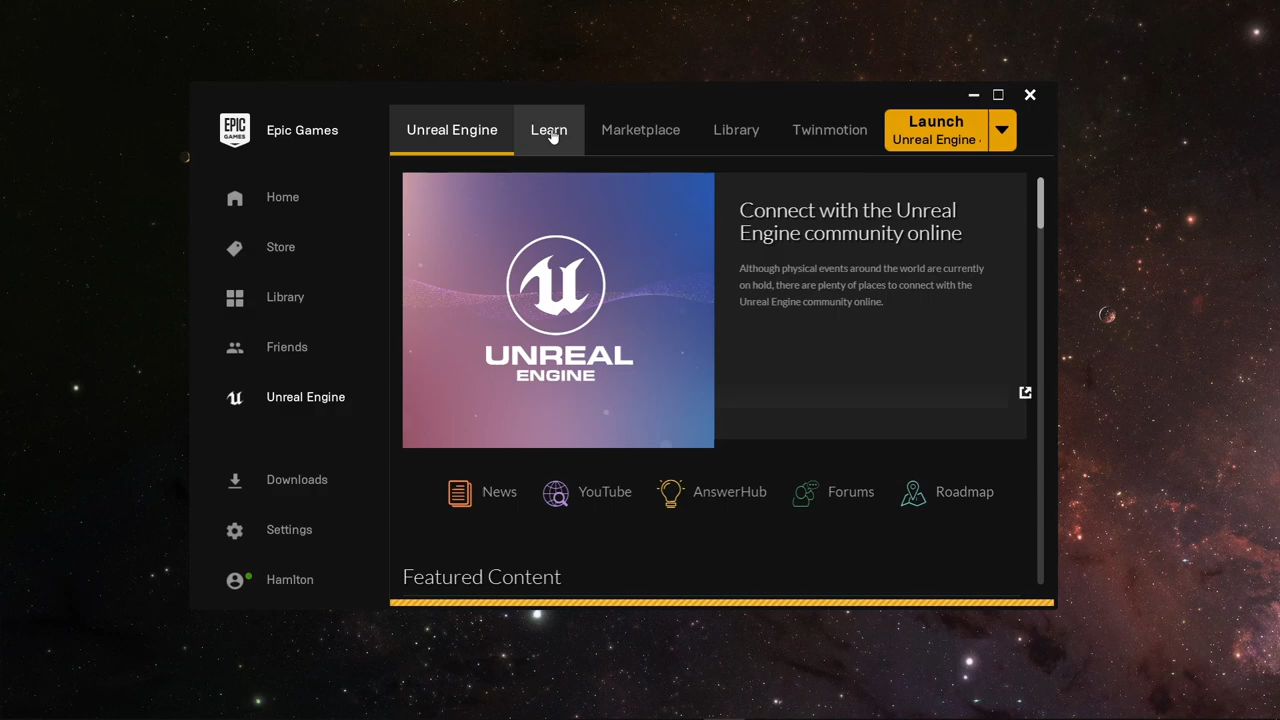 EPIC
GAMES
Epic Games
Unreal Engine
Learn
Marketplace
Library
Twinmotion
Launch
Unreal Engine
Home
Store
Library
Friends
Unreal Engine
Downloads
Settings
Hamlton
UNREAL
ENGINE
Connect with the Unreal
Engine community online
Although physical events around the world are currently
on hold, there are plenty of places to connect with the
Unreal Engine community online.
News
YouTube
AnswerHub
Forums
Roadmap
Featured Content